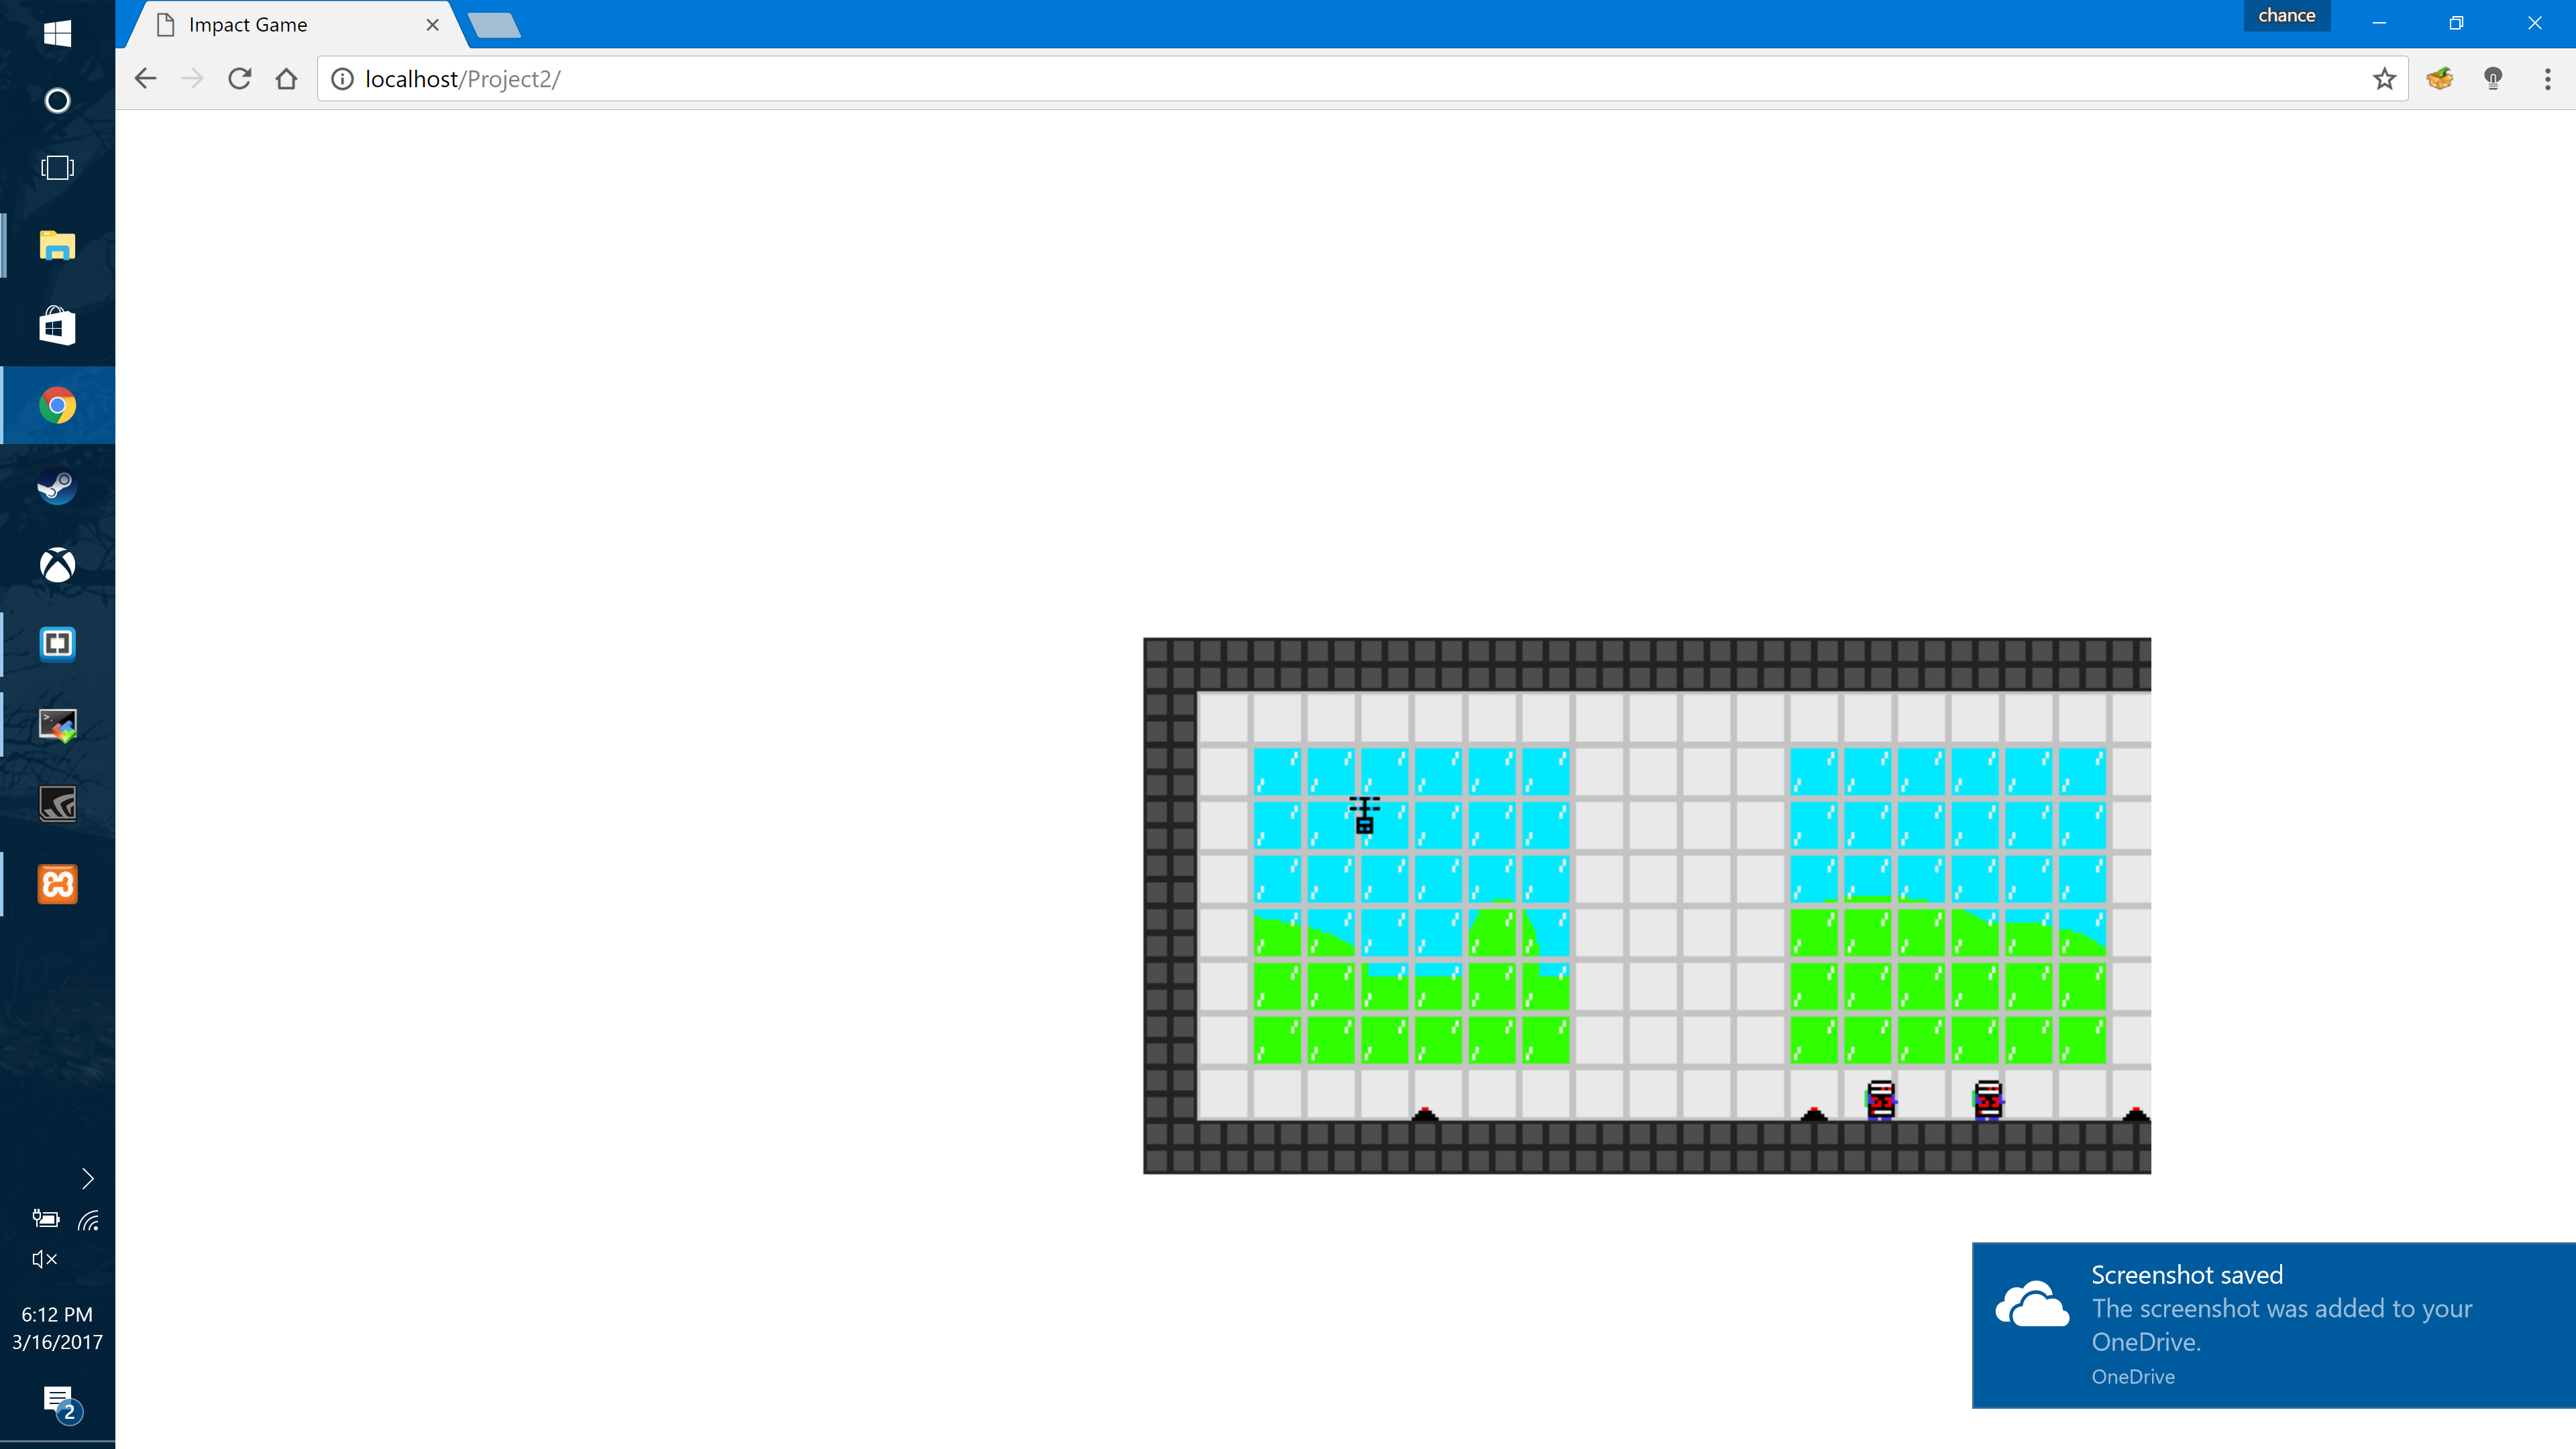 Impact Game
chance
localhost/Project2/
6:12 PM
3/16/2017
2
Screenshot saved
The screenshot was added to your
OneDrive.
OneDrive